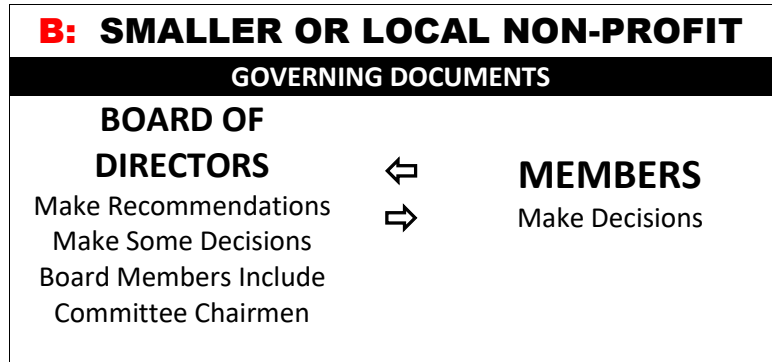 B: SMALLER OR LOCAL NON-PROFIT
GOVERNING DOCUMENTS
BOARD OF
DIRECTORS
Make Recommendations
Make Some Decisions
Board Members Include
Committee Chairmen
⇦
⇨
MEMBERS
Make Decisions